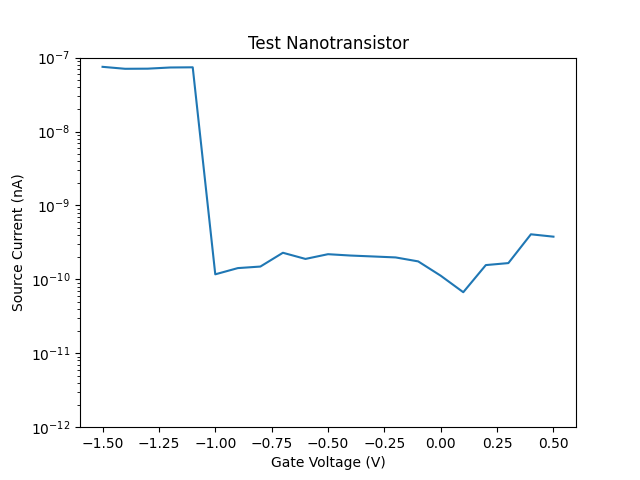 Test Nanotransistor
10⁻⁷
10⁻⁸
10⁻⁹
10⁻¹⁰
10⁻¹¹
10⁻¹²
Source Current (nA)
−1.50 −1.25 −1.00 −0.75 −0.50 −0.25 0.00 0.25 0.50
Gate Voltage (V)